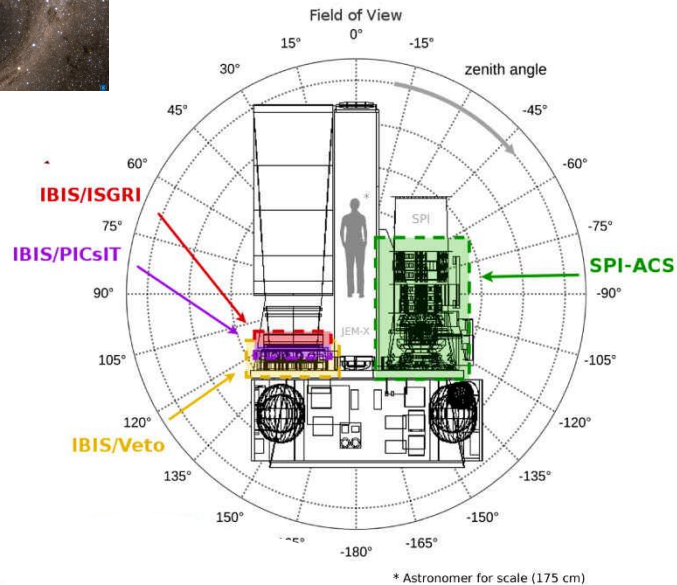 Field of View
0°
15°
-15°
30°
zenith angle
45°
-45°
60°
-60°
IBIS/ISGRI
*
SPI
75°
-75°
IBIS/PICsIT
SPI-ACS
90°
-90°
JEM-X
105°
-105°
120°
-120°
IBIS/Veto
135°
-135°
150°
-150°
-165°
-180°
* Astronomer for scale (175 cm)